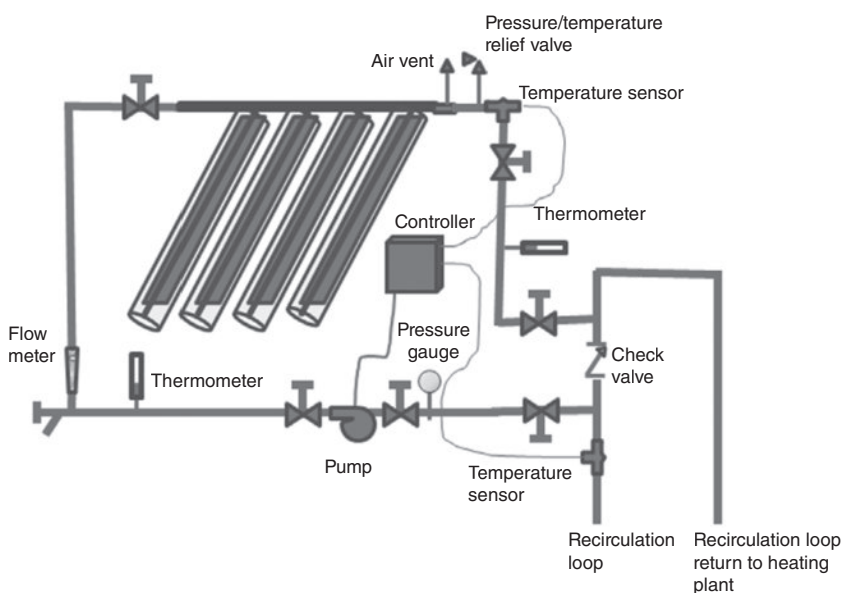 Pressure/temperature
relief valve
Air vent
Temperature sensor
Controller
Thermometer
Flow
meter
Pressure
gauge
Check
valve
Thermometer
Pump
Temperature
sensor
Recirculation
loop
Recirculation loop
return to heating
plant